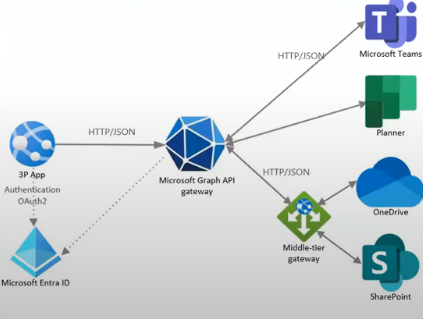 HTTP/JSON
Microsoft Teams
HTTP/JSON
Planner
3P App
Authentication
OAuth2
Microsoft Graph API
gateway
HTTP/JSON
OneDrive
Middle-tier
gateway
Microsoft Entra ID
SharePoint
T
S